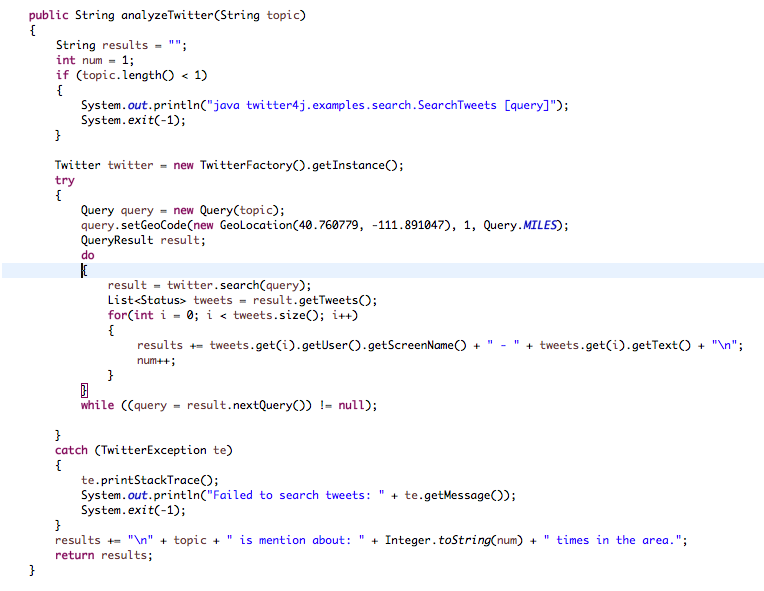 public String analyzeTwitter(String topic)
{
String results = "";
int num = 1;
if (topic.length() < 1)
{
System.out.println("java twitter4j.examples.search.SearchTweets [query]");
System.exit(-1);
}
Twitter twitter = new TwitterFactory().getInstance();
try
{
Query query = new Query(topic);
query.setGeoCode(new GeoLocation(40.760779, -111.891047), 1, Query.MILES);
QueryResult result;
do
{
result = twitter.search(query);
List<Status> tweets = result.getTweets();
for(int i = 0; i < tweets.size(); i++)
{
results += tweets.get(i).getUser().getScreenName() + " - " + tweets.get(i).getText() + "\n";
num++;
}
}
while ((query = result.nextQuery()) != null);
}
catch (TwitterException te)
{
te.printStackTrace();
System.out.println("Failed to search tweets: " + te.getMessage());
System.exit(-1);
}
results += "\n" + topic + " is mention about: " + Integer.toString(num) + " times in the area.";
return results;
}